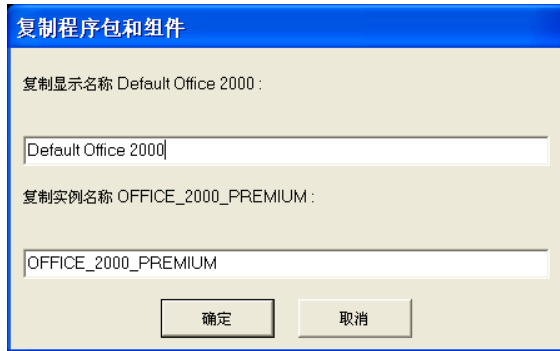 复制程序包和组件
复制显示名称 Default Office 2000 :
Default Office 2000
复制实例名称 OFFICE_2000_PREMIUM :
OFFICE_2000_PREMIUM
确定 取消